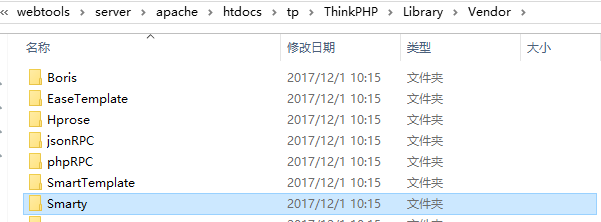 « webtools › server › apache › htdocs › tp › ThinkPHP › Library › Vendor ›
名称 修改日期 类型 大小
Boris 2017/12/1 10:15 文件夹
EaseTemplate 2017/12/1 10:15 文件夹
Hprose 2017/12/1 10:15 文件夹
jsonRPC 2017/12/1 10:15 文件夹
phpRPC 2017/12/1 10:15 文件夹
SmartTemplate 2017/12/1 10:15 文件夹
Smarty 2017/12/1 10:15 文件夹